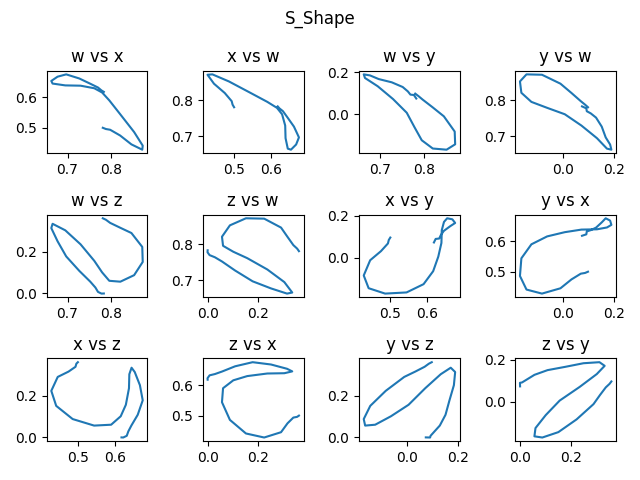 S_Shape
w vs x
x vs w
w vs y
y vs w
0.6
0.5
0.7 0.8
0.8
0.7
0.5 0.6
0.2
0.0
0.7 0.8
0.8
0.7
0.0 0.2
w vs z
z vs w
x vs y
y vs x
0.2
0.0
0.7 0.8
0.8
0.7
0.0 0.2
0.2
0.0
0.5 0.6
0.6
0.5
0.0 0.2
x vs z
z vs x
y vs z
z vs y
0.2
0.0
0.5 0.6
0.6
0.5
0.0 0.2
0.2
0.0
0.0 0.2
0.2
0.0
0.0 0.2